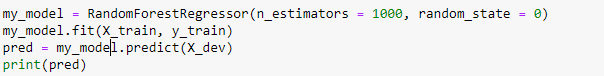 my_model = RandomForestRegressor(n_estimators = 1000, random_state = 0)
my_model.fit(X_train, y_train)
pred = my_model.predict(X_dev)
print(pred)